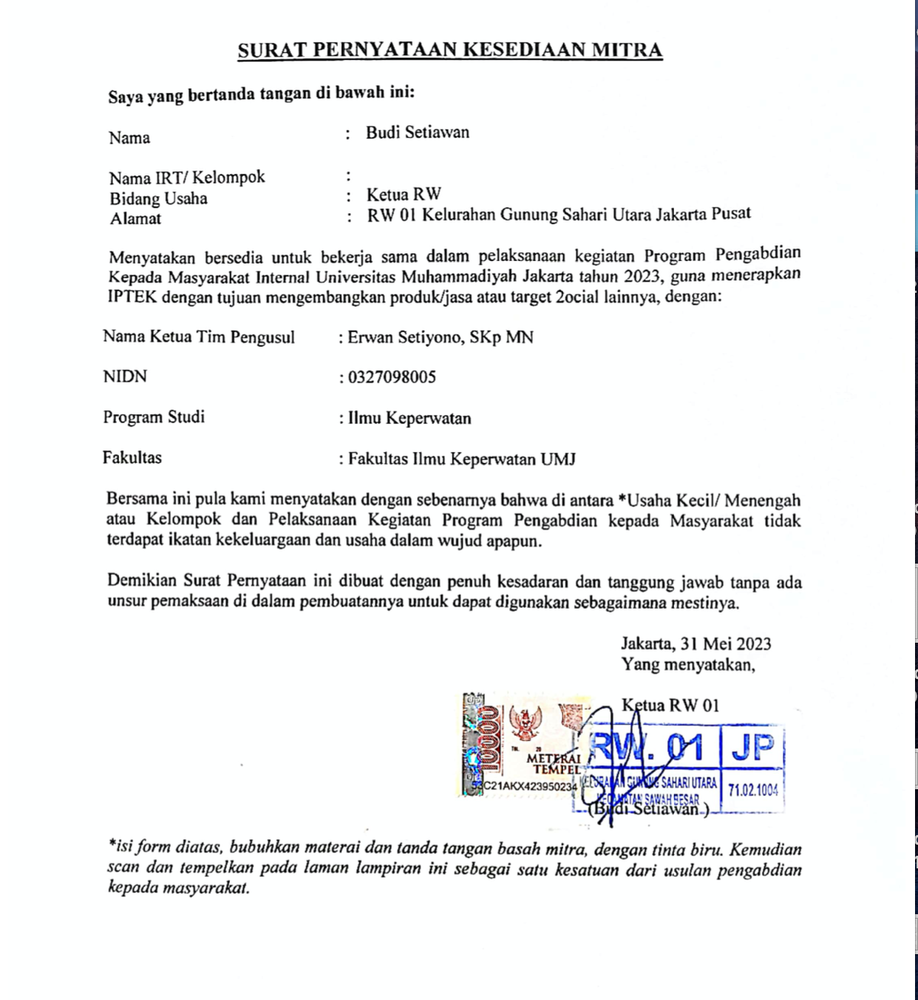 SURAT PERNYATAAN KESEDIAAN MITRA
Saya yang bertanda tangan di bawah ini:
Nama : Budi Setiawan
Nama IRT/ Kelompok :
Bidang Usaha : Ketua RW
Alamat : RW 01 Kelurahan Gunung Sahari Utara Jakarta Pusat
Menyatakan bersedia untuk bekerja sama dalam pelaksanaan kegiatan Program Pengabdian
Kepada Masyarakat Internal Universitas Muhammadiyah Jakarta tahun 2023, guna menerapkan
IPTEK dengan tujuan mengembangkan produk/jasa atau target 2ocial lainnya, dengan:
Nama Ketua Tim Pengusul : Erwan Setiyono, SKp MN
NIDN : 0327098005
Program Studi : Ilmu Keperwatan
Fakultas : Fakultas Ilmu Keperwatan UMJ
Bersama ini pula kami menyatakan dengan sebenarnya bahwa di antara *Usaha Kecil/ Menengah
atau Kelompok dan Pelaksanaan Kegiatan Program Pengabdian kepada Masyarakat tidak
terdapat ikatan kekeluargaan dan usaha dalam wujud apapun.
Demikian Surat Pernyataan ini dibuat dengan penuh kesadaran dan tanggung jawab tanpa ada
unsur pemaksaan di dalam pembuatannya untuk dapat digunakan sebagaimana mestinya.
Jakarta, 31 Mei 2023
Yang menyatakan,
Ketua RW 01
10000
TGL. 20
METERAI
TEMPEL
C21AKX423950234
RW. 01 JP
KELURAHAN GUNUNG SAHARI UTARA
KECAMATAN SAWAH BESAR
71.02.1004
(Budi Setiawan )
*isi form diatas, bubuhkan materai dan tanda tangan basah mitra, dengan tinta biru. Kemudian
scan dan tempelkan pada laman lampiran ini sebagai satu kesatuan dari usulan pengabdian
kepada masyarakat.